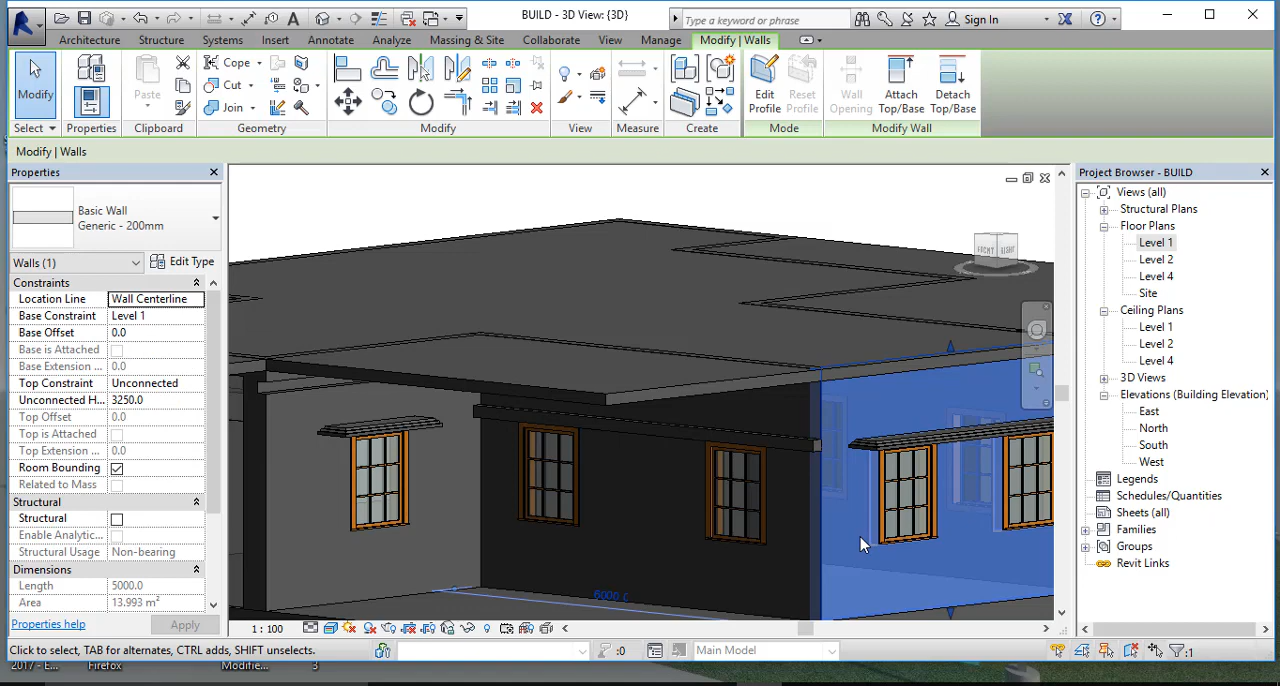 BUILD - 3D View: {3D}
Type a keyword or phrase
Sign In
Architecture Structure Systems Insert Annotate Analyze Massing & Site Collaborate View Manage Modify | Walls
Modify
Paste
Cope
Cut
Join
Edit Profile
Reset Profile
Wall Opening
Attach Top/Base
Detach Top/Base
Select Properties Clipboard Geometry Modify View Measure Create Mode Modify Wall
Modify | Walls
Properties
Basic Wall
Generic - 200mm
Walls (1) Edit Type
Constraints
Location Line Wall Centerline
Base Constraint Level 1
Base Offset 0.0
Base is Attached
Base Extension ... 0.0
Top Constraint Unconnected
Unconnected H... 3250.0
Top Offset 0.0
Top is Attached
Top Extension ... 0.0
Room Bounding
Related to Mass
Structural
Structural
Enable Analytic...
Structural Usage Non-bearing
Dimensions
Length 5000.0
Area 13.993 m²
Properties help Apply
FRONT RIGHT
Project Browser - BUILD
Views (all)
Structural Plans
Floor Plans
Level 1
Level 2
Level 4
Site
Ceiling Plans
Level 1
Level 2
Level 4
3D Views
Elevations (Building Elevation)
East
North
South
West
Legends
Schedules/Quantities
Sheets (all)
Families
Groups
Revit Links
1 : 100
Click to select, TAB for alternates, CTRL adds, SHIFT unselects.
:0
Main Model
:1
2017 - E... Firefox Modifie... 3